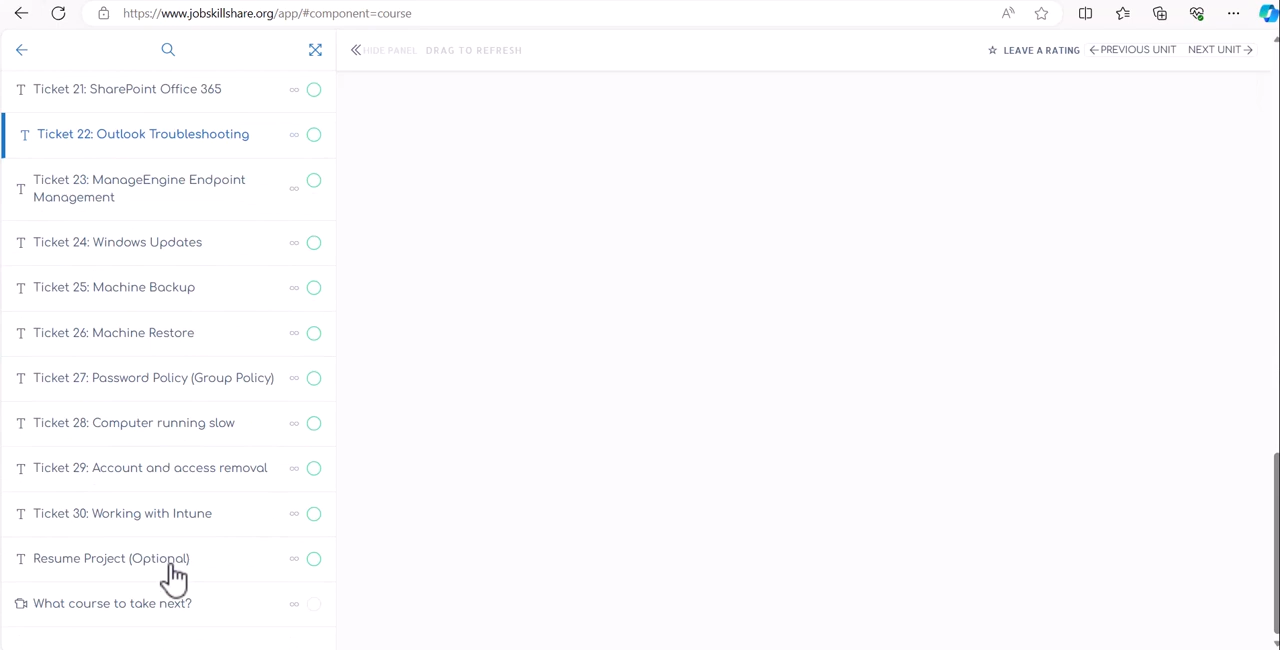 https://www.jobskillshare.org/app/#component=course
HIDE PANEL DRAG TO REFRESH
LEAVE A RATING PREVIOUS UNIT NEXT UNIT
Ticket 21: SharePoint Office 365
Ticket 22: Outlook Troubleshooting
Ticket 23: ManageEngine Endpoint
Management
Ticket 24: Windows Updates
Ticket 25: Machine Backup
Ticket 26: Machine Restore
Ticket 27: Password Policy (Group Policy)
Ticket 28: Computer running slow
Ticket 29: Account and access removal
Ticket 30: Working with Intune
Resume Project (Optional)
What course to take next?